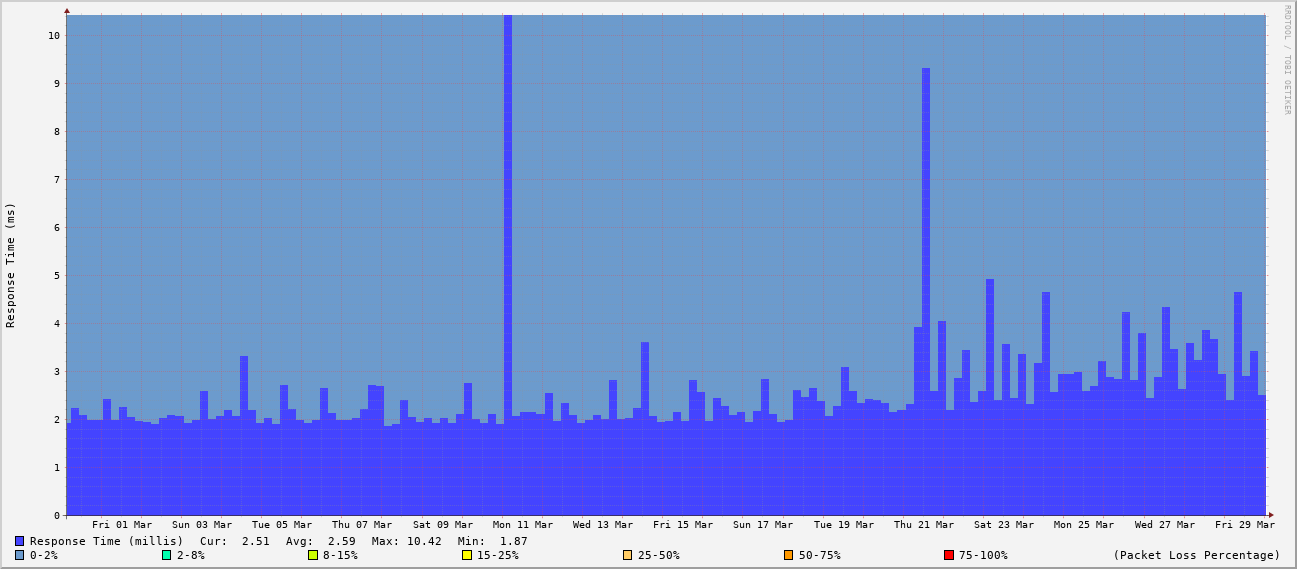 RRDTOOL / TOBI OETIKER
Response Time (ms)
10
9
8
7
6
5
4
3
2
1
0
Fri 01 Mar Sun 03 Mar Tue 05 Mar Thu 07 Mar Sat 09 Mar Mon 11 Mar Wed 13 Mar Fri 15 Mar Sun 17 Mar Tue 19 Mar Thu 21 Mar Sat 23 Mar Mon 25 Mar Wed 27 Mar Fri 29 Mar
Response Time (millis) Cur: 2.51 Avg: 2.59 Max: 10.42 Min: 1.87
0-2% 2-8% 8-15% 15-25% 25-50% 50-75% 75-100% (Packet Loss Percentage)